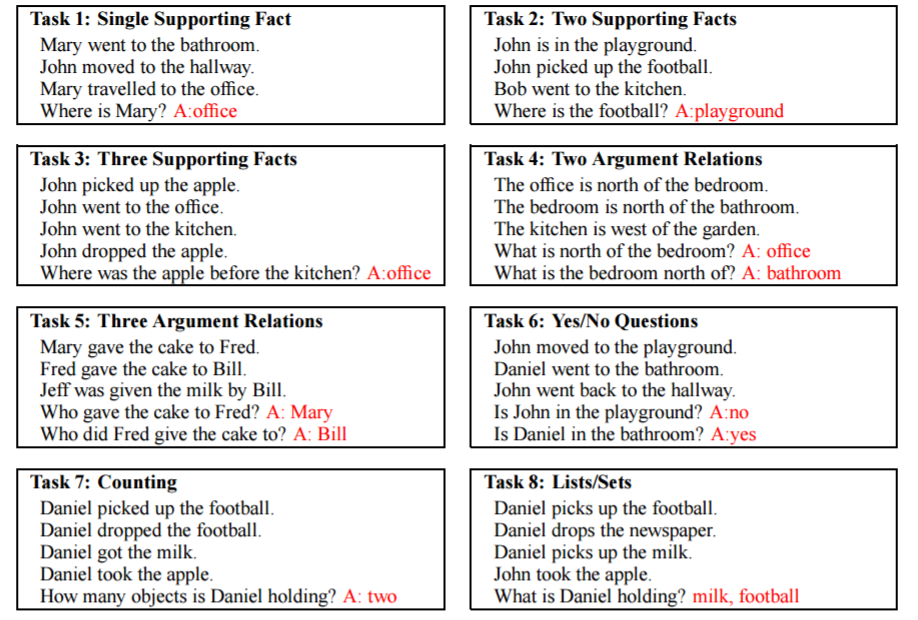 Task 1: Single Supporting Fact
Mary went to the bathroom.
John moved to the hallway.
Mary travelled to the office.
Where is Mary? A:office
Task 2: Two Supporting Facts
John is in the playground.
John picked up the football.
Bob went to the kitchen.
Where is the football? A:playground
Task 3: Three Supporting Facts
John picked up the apple.
John went to the office.
John went to the kitchen.
John dropped the apple.
Where was the apple before the kitchen? A:office
Task 4: Two Argument Relations
The office is north of the bedroom.
The bedroom is north of the bathroom.
The kitchen is west of the garden.
What is north of the bedroom? A: office
What is the bedroom north of? A: bathroom
Task 5: Three Argument Relations
Mary gave the cake to Fred.
Fred gave the cake to Bill.
Jeff was given the milk by Bill.
Who gave the cake to Fred? A: Mary
Who did Fred give the cake to? A: Bill
Task 6: Yes/No Questions
John moved to the playground.
Daniel went to the bathroom.
John went back to the hallway.
Is John in the playground? A:no
Is Daniel in the bathroom? A:yes
Task 7: Counting
Daniel picked up the football.
Daniel dropped the football.
Daniel got the milk.
Daniel took the apple.
How many objects is Daniel holding? A: two
Task 8: Lists/Sets
Daniel picks up the football.
Daniel drops the newspaper.
Daniel picks up the milk.
John took the apple.
What is Daniel holding? milk, football